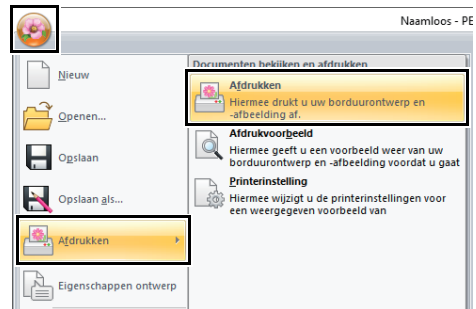 Naamloos - PE
Nieuw
Openen...
Opslaan
Opslaan als...
Afdrukken
Eigenschappen ontwerp
Documenten bekijken en afdrukken
Afdrukken
Hiermee drukt u uw borduurontwerp en
-afbeelding af.
Afdrukvoorbeeld
Hiermee geeft u een voorbeeld weer van uw
borduurontwerp en -afbeelding voordat u gaat
Printerinstelling
Hiermee wijzigt u de printerinstellingen voor
een weergegeven voorbeeld van